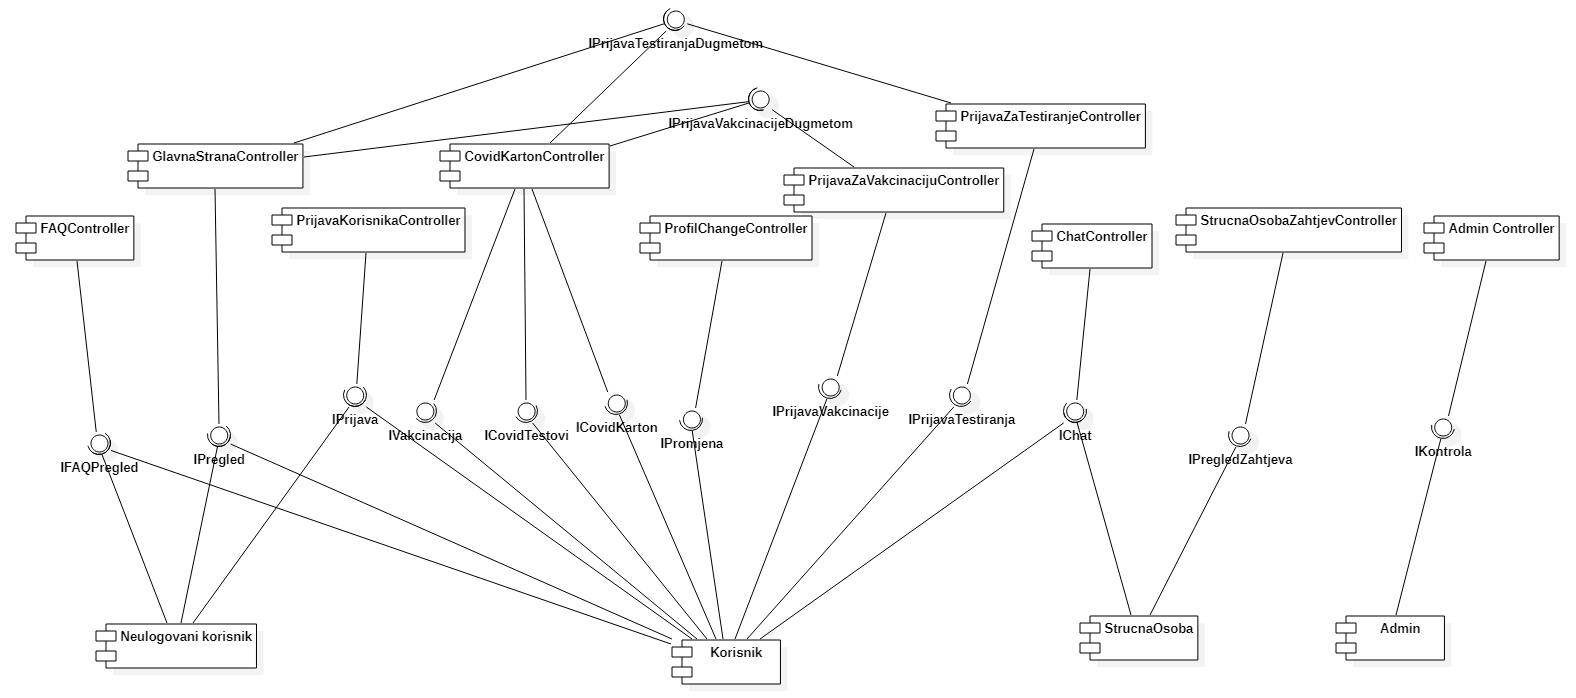 IPrijavaTestiranjaDugmetom
IPrijavaVakcinacijeDugmetom
PrijavaZaTestiranjeController
GlavnaStranaController
CovidKartonController
PrijavaZaVakcinacijuController
FAQController
PrijavaKorisnikaController
ProfilChangeController
ChatController
StrucnaOsobaZahtjevController
Admin Controller
IFAQPregled
IPregled
IPrijava
IVakcinacija
ICovidTestovi
ICovidKarton
IPromjena
IPrijavaVakcinacije
IPrijavaTestiranja
IChat
IPregledZahtjeva
IKontrola
Neulogovani korisnik
Korisnik
StrucnaOsoba
Admin